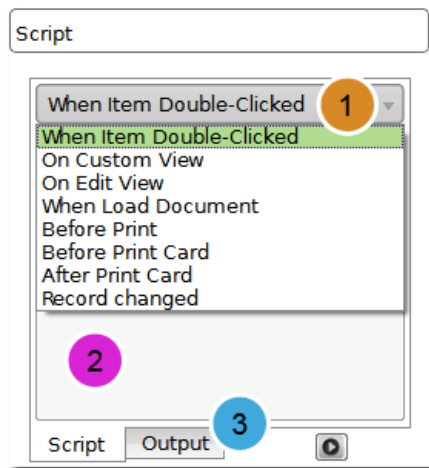 Script
When Item Double-Clicked 1
When Item Double-Clicked
On Custom View
On Edit View
When Load Document
Before Print
Before Print Card
After Print Card
Record changed
2
3
Script Output